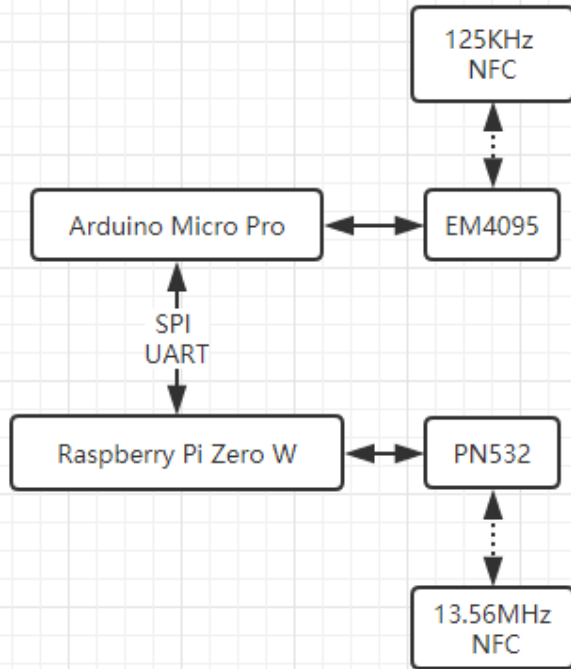 125KHz
NFC
Arduino Micro Pro
EM4095
SPI
UART
Raspberry Pi Zero W
PN532
13.56MHz
NFC